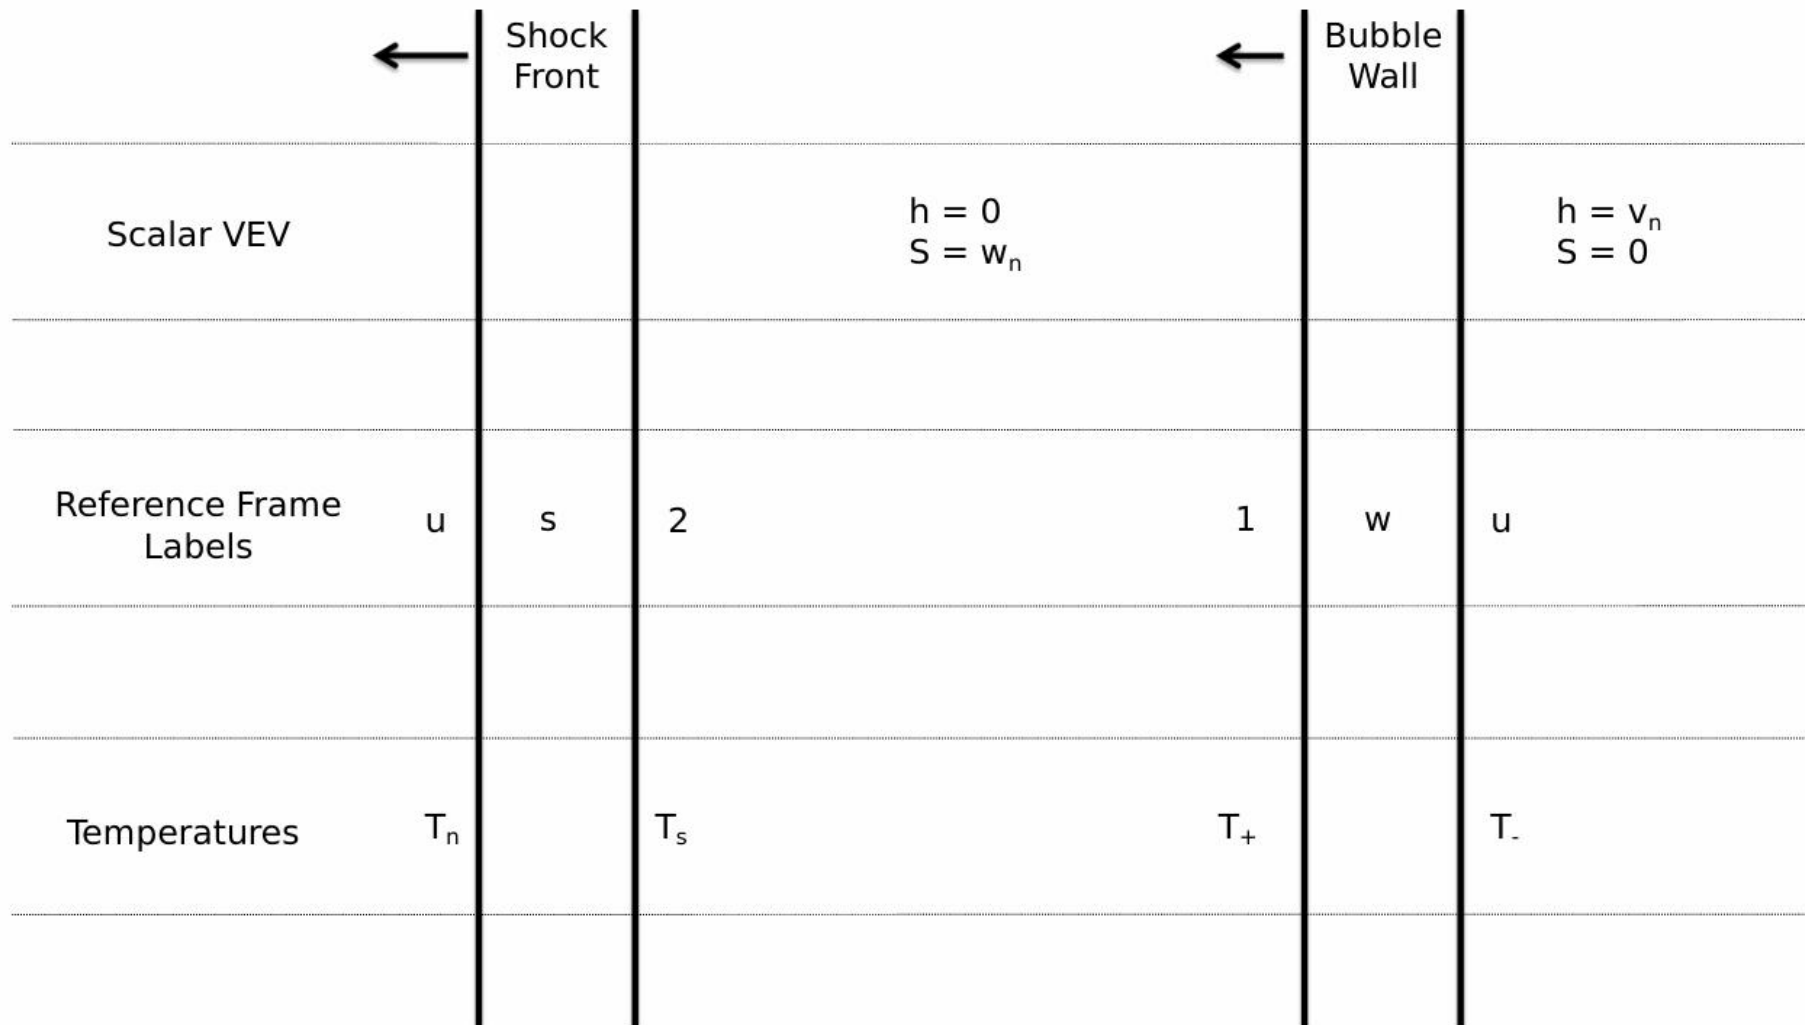 Shock
Front
Bubble
Wall
Scalar VEV
h = 0
S = wₙ
h = vₙ
S = 0
Reference Frame
Labels
u
s
2
1
w
u
Temperatures
Tₙ
Tₛ
T₊
T₋